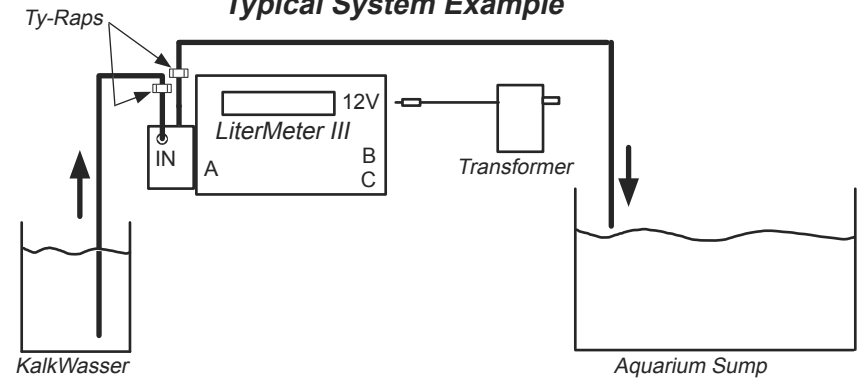 Typical System Example
Ty-Raps
12V
LiterMeter III
IN
A
B
C
Transformer
KalkWasser
Aquarium Sump